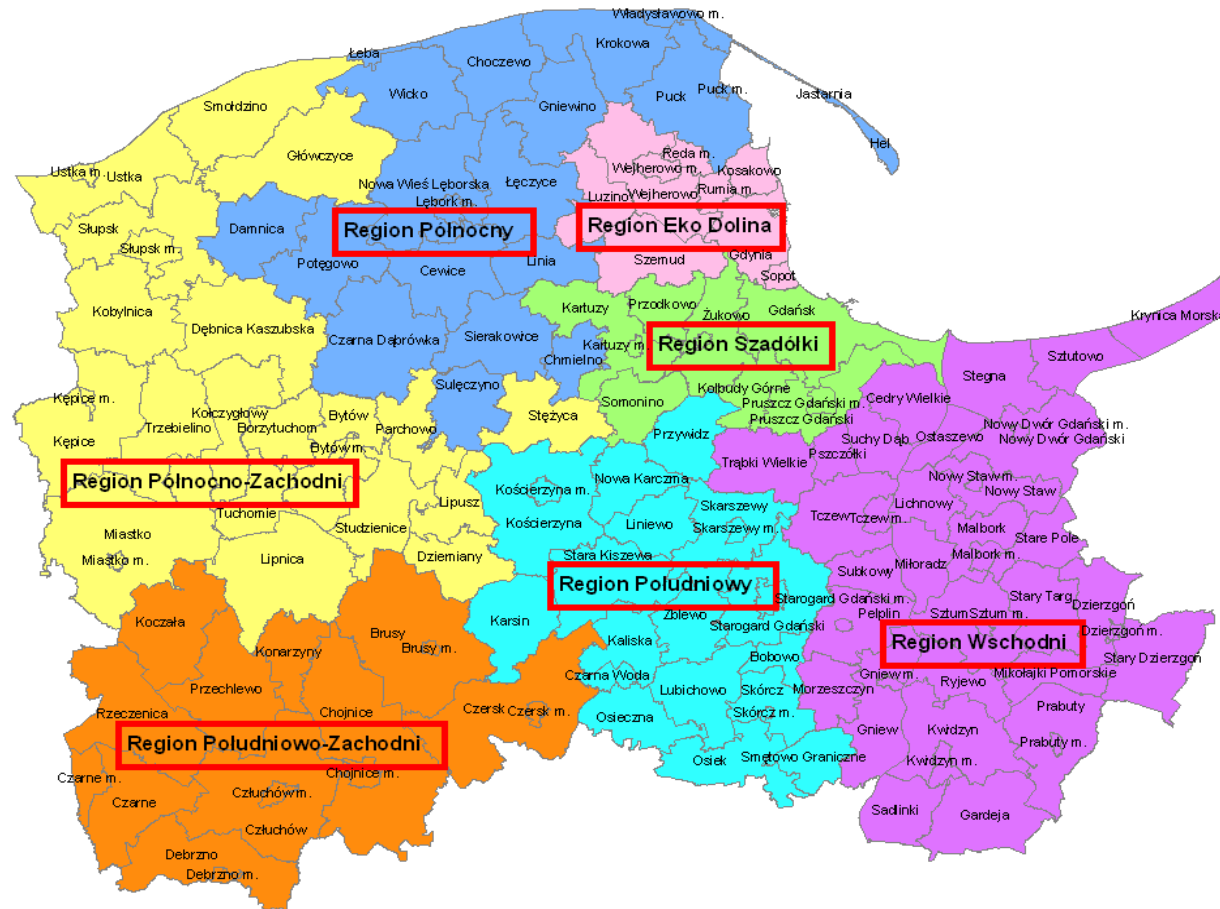 Władysławowo m.
Łeba
Choczewo
Krokowa
Wicko
Gniewino
Puck
Puck m.
Jastarnia
Hel
Smołdzino
Główczyce
Ustka m.
Ustka
Nowa Wieś Lęborska
Łęczyce
Lębork m.
Reda m.
Wejherowo m.
Kosakowo
Luzino
Wejherowo
Rumia m.
Słupsk
Słupsk m.
Damnica
Region Północny
Region Eko Dolina
Potęgowo
Cewice
Linia
Szemud
Gdynia
Sopot
Kobylnica
Dębnica Kaszubska
Czarna Dąbrówka
Sierakowice
Kartuzy
Przodkowo
Żukowo
Gdańsk
Krynica Morska
Chmielno
Kartuzy m.
Region Szadółki
Sztutowo
Stegna
Sulęczyno
Stężyca
Somonino
Kolbudy Górne
Pruszcz Gdański m.
Pruszcz Gdański
Cedry Wielkie
Kępice m.
Kępice
Kołczygłowy
Trzebielino
Borzytuchom
Bytów
Bytów m.
Parchowo
Przywidz
Trąbki Wielkie
Suchy Dąb
Pszczółki
Ostaszewo
Nowy Dwór Gdański m.
Nowy Dwór Gdański
Region Północno-Zachodni
Kościerzyna m.
Nowa Karczma
Nowy Staw m.
Nowy Staw
Lipusz
Tuchomie
Studzienice
Kościerzyna
Liniewo
Skarszewy
Skarszewy m.
Tczew
Tczew m.
Lichnowy
Malbork
Stare Pole
Miastko
Miastko m.
Lipnica
Dziemiany
Stara Kiszewa
Malbork m.
Subkowy
Miłoradz
Region Południowy
Starogard Gdański m.
Pelplin
Stary Targ
Dzierzgoń
Koczała
Karsin
Zblewo
Starogard Gdański
Sztum
Sztum m.
Dzierzgoń m.
Konarzyny
Brusy
Brusy m.
Kaliska
Bobowo
Region Wschodni
Stary Dzierzgoń
Przechlewo
Czarna Woda
Lubichowo
Skórcz
Morzeszczyn
Gniew m.
Ryjewo
Mikołajki Pomorskie
Rzeczenica
Chojnice
Czersk
Czersk m.
Osieczna
Skórcz m.
Gniew
Kwidzyn
Prabuty
Prabuty m.
Region Południowo-Zachodni
Osiek
Smętowo Graniczne
Kwidzyn m.
Czarne m.
Czarne
Człuchów m.
Chojnice m.
Człuchów
Sadlinki
Gardeja
Debrzno
Debrzno m.